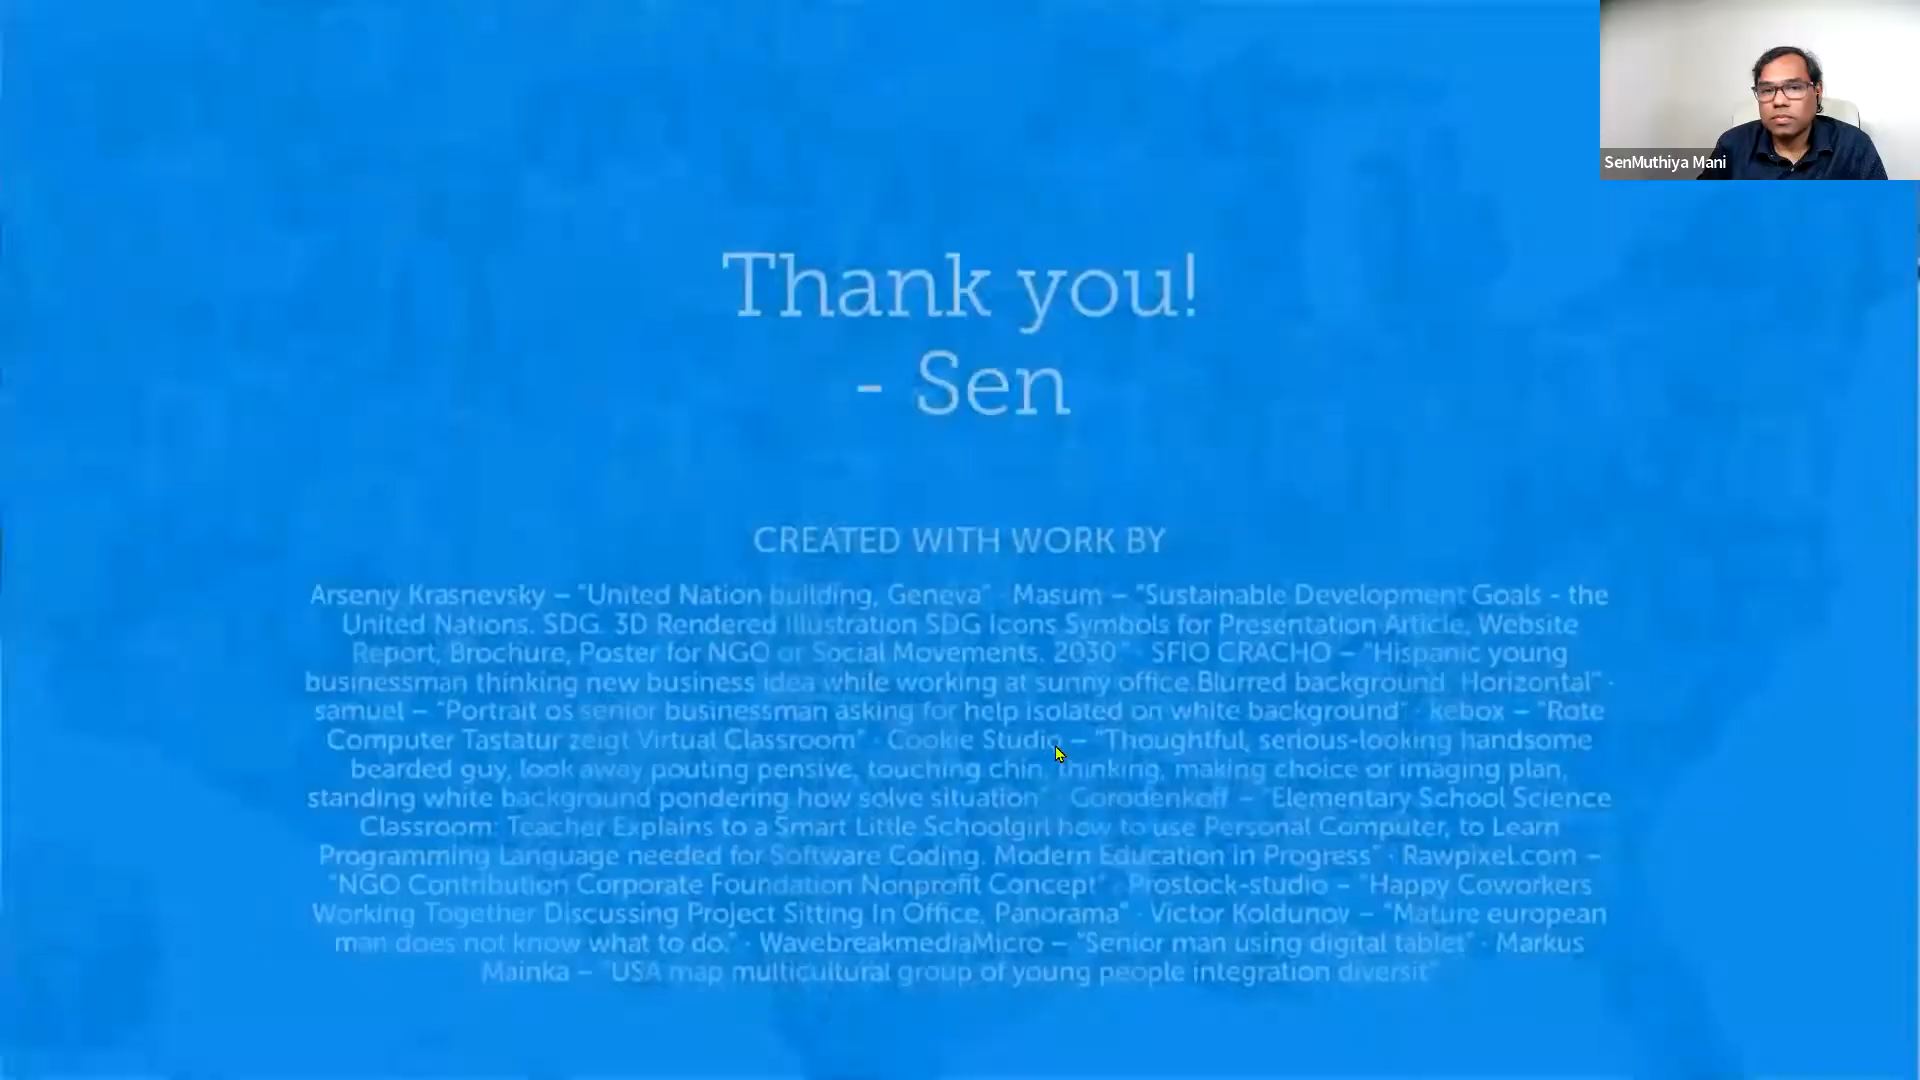 SenMuthiya Mani
Thank you!
- Sen
CREATED WITH WORK BY
Arseniy Krasnevsky – "United Nation building, Geneva" · Masum – "Sustainable Development Goals - the
United Nations. SDG. 3D Rendered Illustration SDG Icons Symbols for Presentation Article, Website
Report, Brochure, Poster for NGO or Social Movements. 2030" · SFIO CRACHO – "Hispanic young
businessman thinking new business idea while working at sunny office.Blurred background. Horizontal" ·
samuel – "Portrait os senior businessman asking for help isolated on white background" · kebox – "Rote
Computer Tastatur zeigt Virtual Classroom" · Cookie Studio – "Thoughtful, serious-looking handsome
bearded guy, look away pouting pensive, touching chin, thinking, making choice or imaging plan,
standing white background pondering how solve situation" · Gorodenkoff – "Elementary School Science
Classroom: Teacher Explains to a Smart Little Schoolgirl how to use Personal Computer, to Learn
Programming Language needed for Software Coding. Modern Education in Progress" · Rawpixel.com –
"NGO Contribution Corporate Foundation Nonprofit Concept" · Prostock-studio – "Happy Coworkers
Working Together Discussing Project Sitting In Office, Panorama" · Victor Koldunov – "Mature european
man does not know what to do." · WavebreakmediaMicro – "Senior man using digital tablet" · Markus
Mainka – "USA map multicultural group of young people integration diversit"